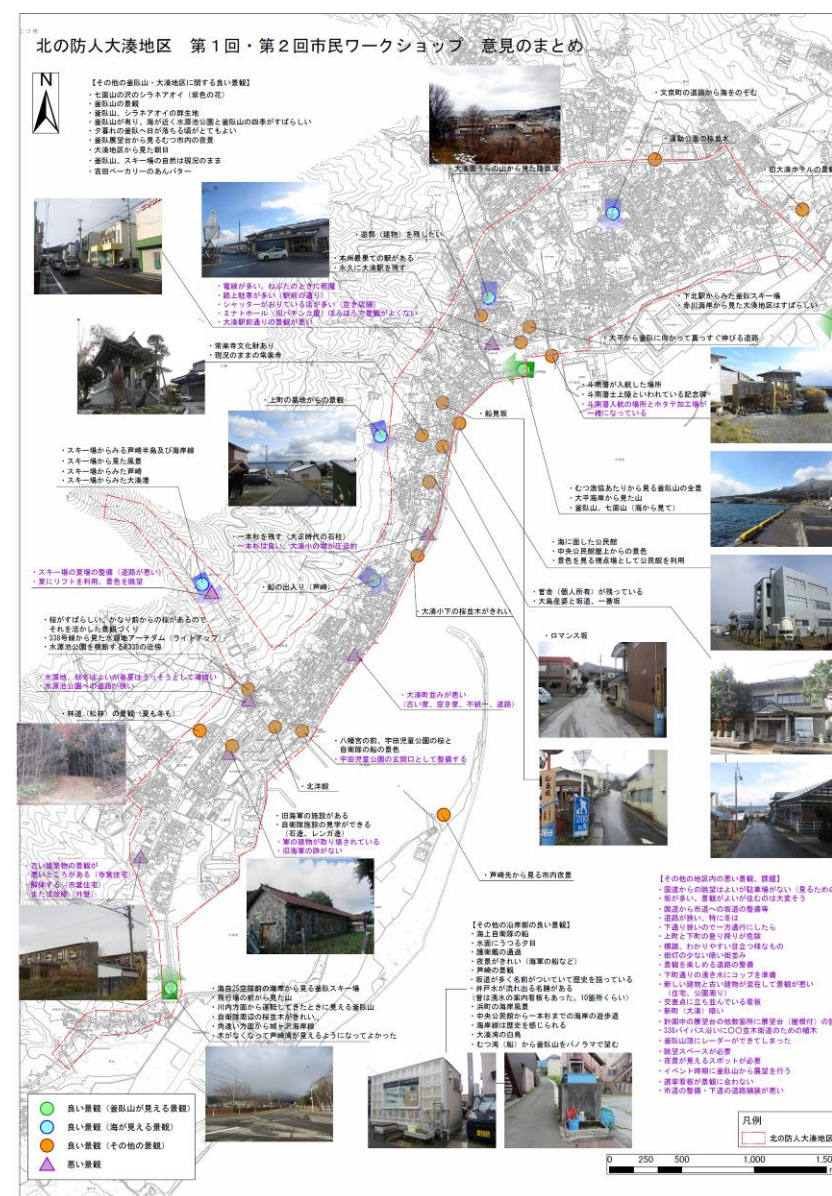 北の防人大湊地区　第1回・第2回市民ワークショップ　意見のまとめ
N
【その他の釜臥山・大湊地区に関する良い景観】
・七面山の沢のシラネアオイ（紫色の花）
・釜臥山の景観
・釜臥山、シラネアオイの群生地
・釜臥山が有り、海が近く水源池公園と釜臥山の四季がすばらしい
・夕暮れの釜臥へ日が落ちる頃がとてもよい
・釜臥展望台から見るむつ市内の夜景
・大湊地区から見た朝日
・釜臥山、スキー場の自然は現況のまま
・吉田ベーカリーのあんバター
・文京町の道路から海をのぞむ
・運動公園の桜並木
・大湊面うらの山から見た陸奥湾
・旧大湊ホテルの景観
・遊郭（建物）を残したい
・本州最果ての駅がある
・永久に大湊駅を残す
・電線が多い、ねぶたのときに邪魔
・路上駐車が多い（駅前の通り）
・シャッターがおりている店が多い（空き店舗）
・ミナトホール（旧パチンコ屋）ぼろぼろで景観がよくない
・大湊駅前通りの景観が悪い
・下北駅からみた釜臥スキー場
・赤川海岸から見た大湊地区はすばらしい
・大平から釜臥に向かって真っすぐ伸びる道路
・常楽寺文化財あり
・現況のままの常楽寺
・斗南藩が入航した場所
・斗南藩士上陸といわれている記念碑
・斗南藩入航の場所とホタテ加工場が
一緒になっている
・上町の墓地からの景観
・船見坂
・スキー場からみる芦崎半島及び海岸線
・スキー場から見た風景
・スキー場からみた芦崎
・スキー場からみた大湊港
・むつ漁協あたりから見る釜臥山の全景
・大平海岸から見た山
・釜臥山、七面山（海から見て）
・一本杉を残す（大正時代の石柱）
・一本杉は良い、大湊小の塀が圧迫的
・海に面した公民館
・中央公民館屋上からの景色
・景色を見る視点場として公民館を利用
・スキー場の夏場の整備（道路が悪い）
・夏にリフトを利用、景色を眺望
・船の出入り（芦崎）
・官舎（個人所有）が残っている
・大島産婆と坂道、一番坂
・大湊小下の桜並木がきれい
・桜がすばらしい。かなり前からの桜があるので
それを活かした景観づくり
・338号線から見た水源地アーチダム（ライトアップ）
・水源池公園を横断するR338の近傍
・ロマンス坂
・水源地、秋冬はよいが春夏はうっそうとして薄暗い
・水源池公園への道路が狭い
・大湊町並みが悪い
（古い家、空き家、不統一、道路）
・林道（松林）の景観（夏も冬も）
・八幡宮の前、宇田児童公園の桜と
自衛隊の船の景色
・宇田児童公園の玄関口として整備する
・北洋館
・旧海軍の施設がある
・自衛隊施設の見学ができる
（石造、レンガ造）
・軍の建物が取り壊されている
・旧海軍の跡がない
・古い建築物の景観が
悪いところがある（市営住宅）
・解体する（市営住宅）
または改修（外壁）
・芦崎先から見る市内夜景
【その他の地区内の悪い景観、課題】
・国道からの眺望はよいが駐車場がない（見るための
・坂が多い。景観がよいが住むのは大変そう
・国道から市道への坂道の整備等
・道路が狭い、特に冬は
・下通り狭いので一方通行にしたら
・上町と下町の登り降りが危険
・標識、わかりやすい目立つ様なもの
・街灯の少ない暗い街並み
・景観を楽しめる道路の整備
・下町通りの湧き水にコップを準備
・新しい建物と古い建物が混在して景観が悪い
（住宅、公園周り）
・交差点に立ち並んでいる看板
・新町（大湊）暗い
・計画中の展望台の他数箇所に展望台（屋根付）の設
・338バイパス沿いに〇〇並木街道のための植木
・釜臥山頂にレーダーができてしまった
・眺望スペースが必要
・夜景が見えるスポットが必要
・イベント時期に釜臥山から展望を行う
・選挙看板が景観に合わない
・市道の整備・下道の道路舗装が悪い
【その他の沿岸部の良い景観】
・海上自衛隊の船
・水面にうつる夕日
・護衛艦の通過
・夜景がきれい（海軍の船など）
・芦崎の景観
・坂道が多く名前がついていて歴史を語っている
・井戸水が流れ出る名勝がある
（昔は湧水の案内看板もあった。10箇所くらい）
・浜町の海岸風景
・中央公民館から一本杉までの海岸の遊歩道
・海岸線は歴史を感じられる
・大湊湾の白鳥
・むつ湾（船）から釜臥山をパノラマで望む
・海自25空隊前の海岸から見る釜臥スキー場
・飛行場の前から見た山
・川内方面から運転してきたときに見える釜臥山
・自衛隊周辺の桜並木がきれい。
・角違い方面から城ヶ沢海岸線
・木がなくなって芦崎湾が見えるようになってよかった
良い景観（釜臥山が見える景観）
良い景観（海が見える景観）
良い景観（その他の景観）
悪い景観
凡例
北の防人大湊地区
0 250 500 1,000 1,50